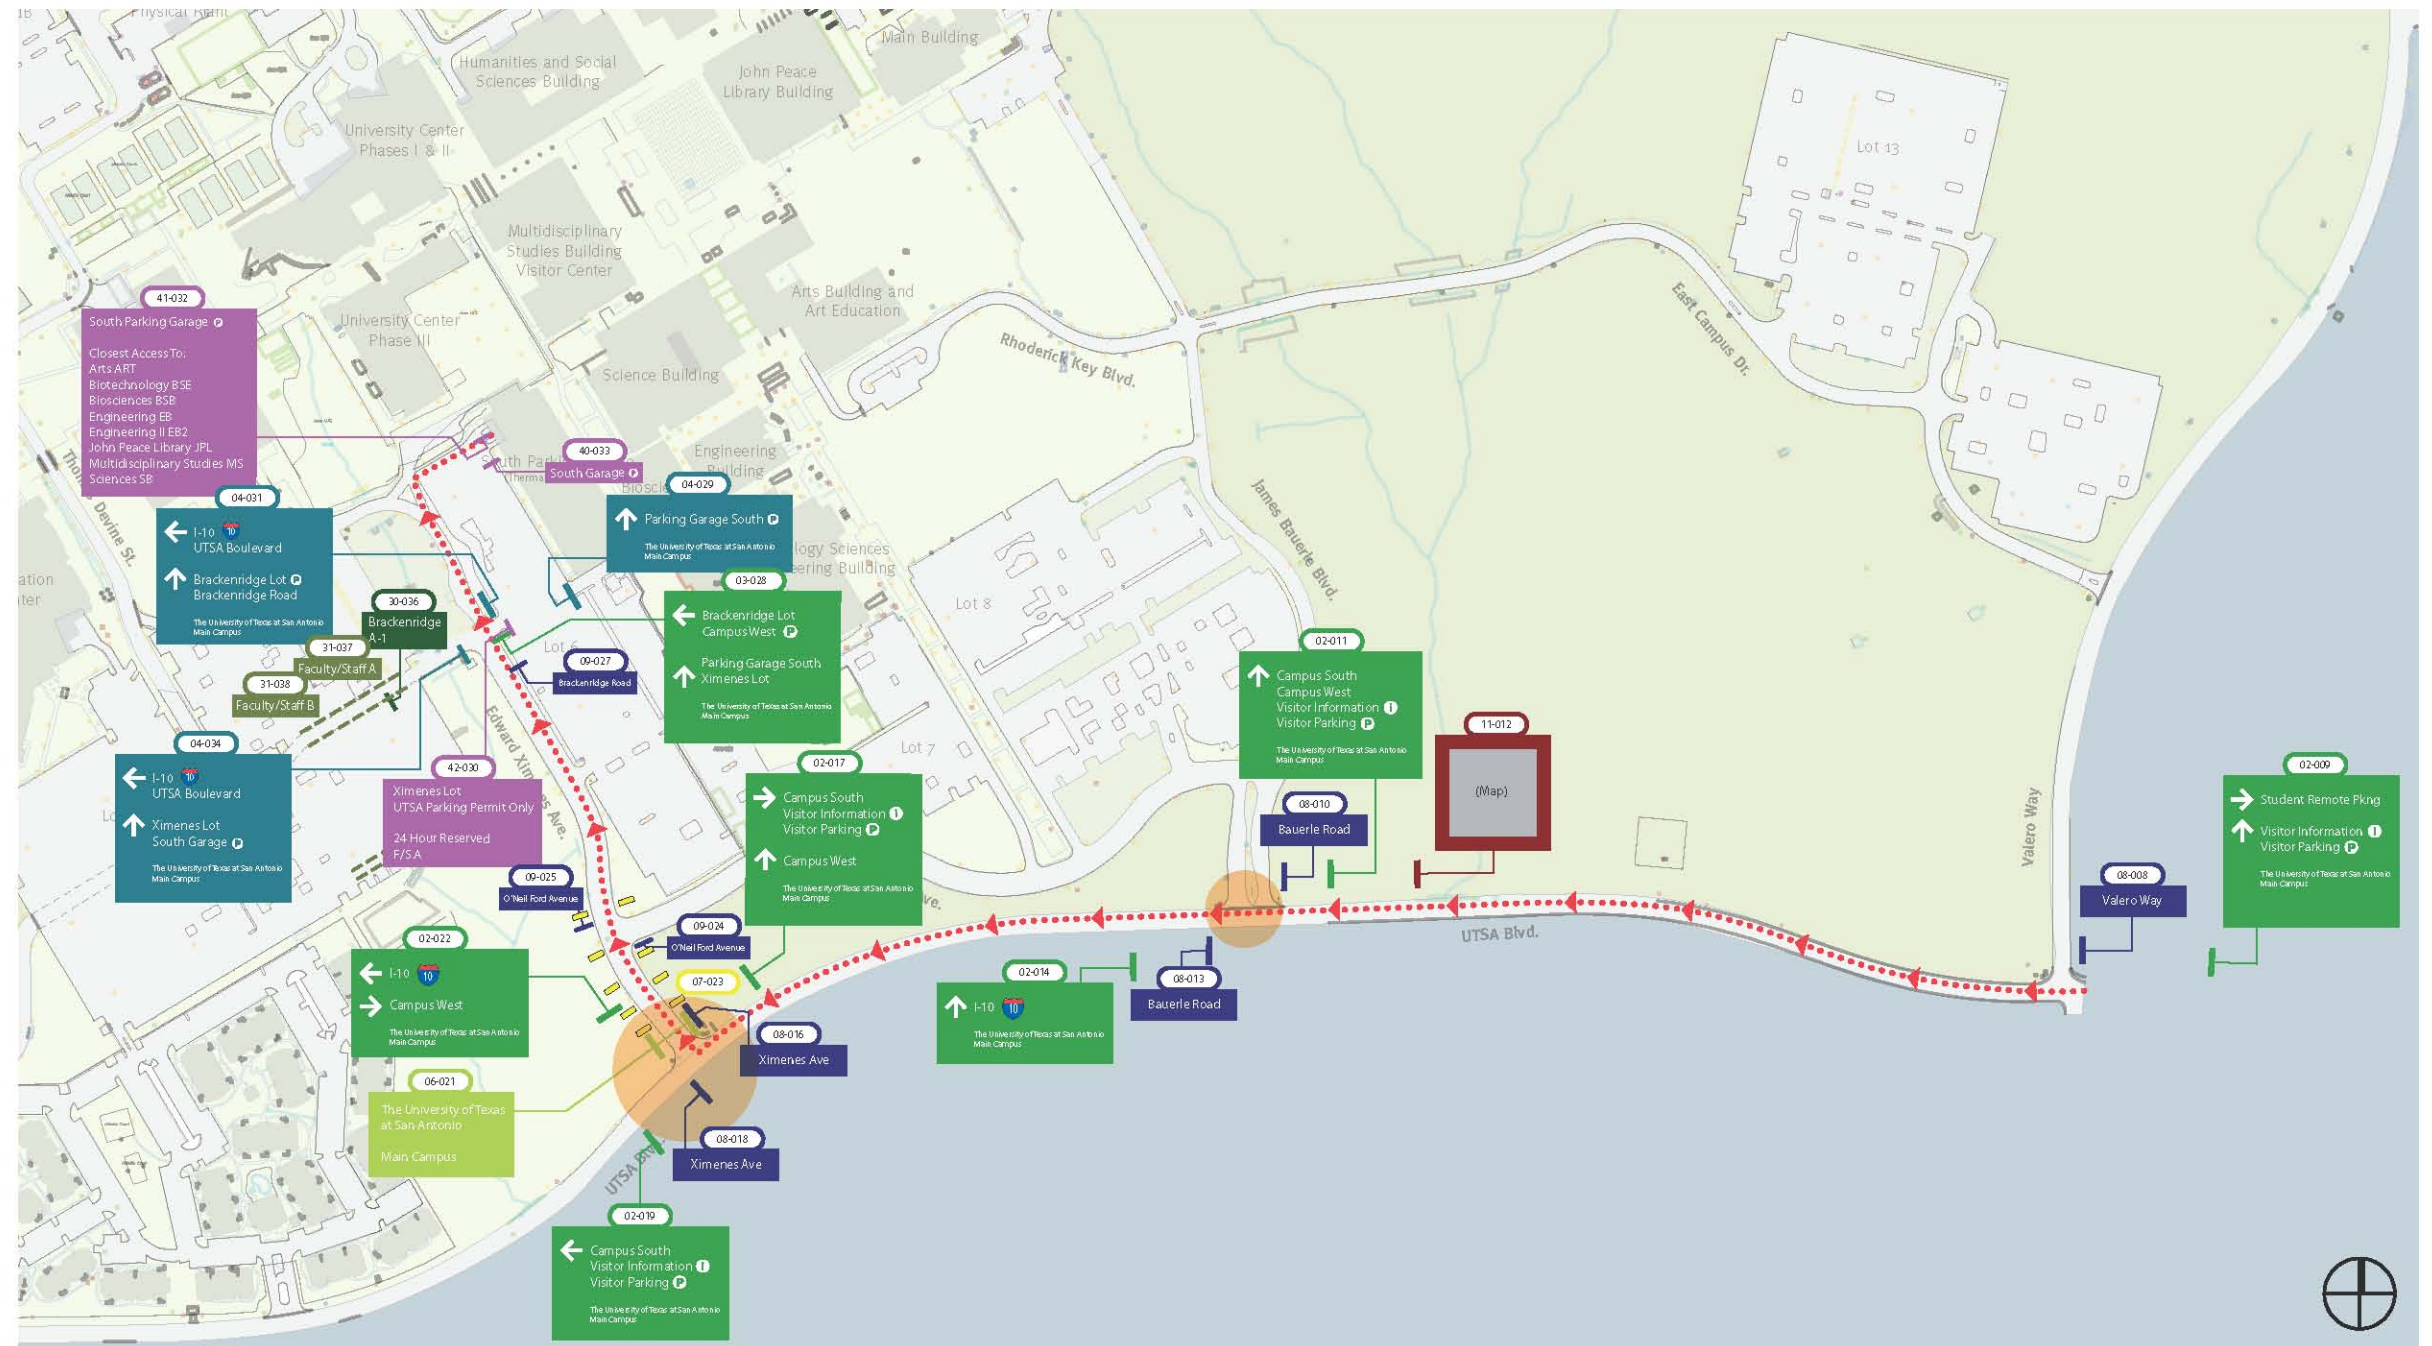 Physical Plant
Humanities and Social
Sciences Building
Main Building
John Peace
Library Building
University Center
Phases I & II
Lot 13
Multidisciplinary
Studies Building
Visitor Center
Arts Building and
Art Education
University Center
Phase III
Science Building
Rhoderick Key Blvd.
East Campus Dr.
41-032
South Parking Garage P
Closest Access To:
Arts ART
Biotechnology BSE
Biosciences BSB
Engineering EB
Engineering II EB2
John Peace Library JPL
Multidisciplinary Studies MS
Sciences SB
40-033
South Garage P
Engineering
Building
04-029
Parking Garage South P
The University of Texas at San Antonio
Main Campus
04-031
I-10 10
UTSA Boulevard
Brackenridge Lot P
Brackenridge Road
The University of Texas at San Antonio
Main Campus
Devine St.
James Bauerle Blvd.
Lot 8
03-028
Brackenridge Lot
Campus West P
Parking Garage South
Ximenes Lot
The University of Texas at San Antonio
Main Campus
30-036
Brackenridge
A-1
31-037
Faculty/Staff A
31-038
Faculty/Staff B
09-027
Brackenridge Road
02-011
Campus South
Campus West
Visitor Information i
Visitor Parking P
The University of Texas at San Antonio
Main Campus
11-012
(Map)
04-034
I-10 10
UTSA Boulevard
Ximenes Lot
South Garage P
The University of Texas at San Antonio
Main Campus
42-030
Ximenes Lot
UTSA Parking Permit Only
24 Hour Reserved
F/S A
Lot 7
02-017
Campus South
Visitor Information i
Visitor Parking P
Campus West
The University of Texas at San Antonio
Main Campus
08-010
Bauerle Road
Valero Way
02-009
Student Remote Pkng
Visitor Information i
Visitor Parking P
The University of Texas at San Antonio
Main Campus
08-008
Valero Way
09-025
O'Neil Ford Avenue
09-024
O'Neil Ford Avenue
UTSA Blvd.
02-022
I-10 10
Campus West
The University of Texas at San Antonio
Main Campus
07-023
02-014
I-10 10
The University of Texas at San Antonio
Main Campus
08-013
Bauerle Road
08-016
Ximenes Ave
06-021
The University of Texas
at San Antonio
Main Campus
08-018
Ximenes Ave
02-019
Campus South
Visitor Information i
Visitor Parking P
The University of Texas at San Antonio
Main Campus